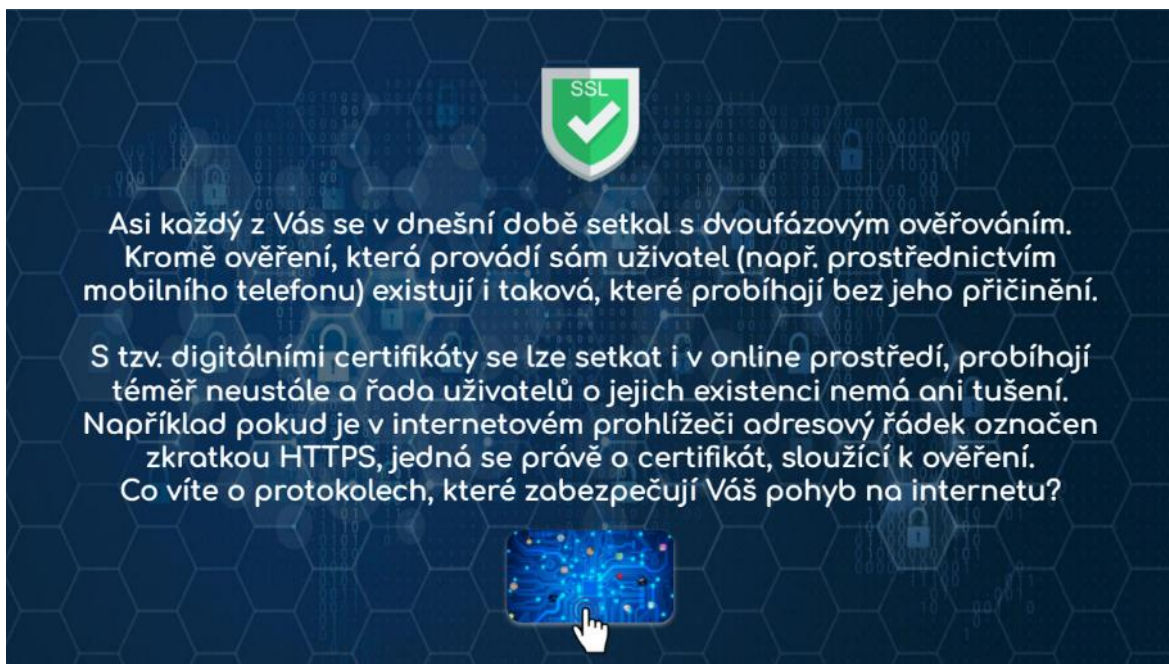 SSL
Asi každý z Vás se v dnešní době setkal s dvoufázovým ověřováním.
Kromě ověření, která provádí sám uživatel (např. prostřednictvím
mobilního telefonu) existují i taková, které probíhají bez jeho přičinění.
S tzv. digitálními certifikáty se lze setkat i v online prostředí, probíhají
téměř neustále a řada uživatelů o jejich existenci nemá ani tušení.
Například pokud je v internetovém prohlížeči adresový řádek označen
zkratkou HTTPS, jedná se právě o certifikát, sloužící k ověření.
Co víte o protokolech, které zabezpečují Váš pohyb na internetu?